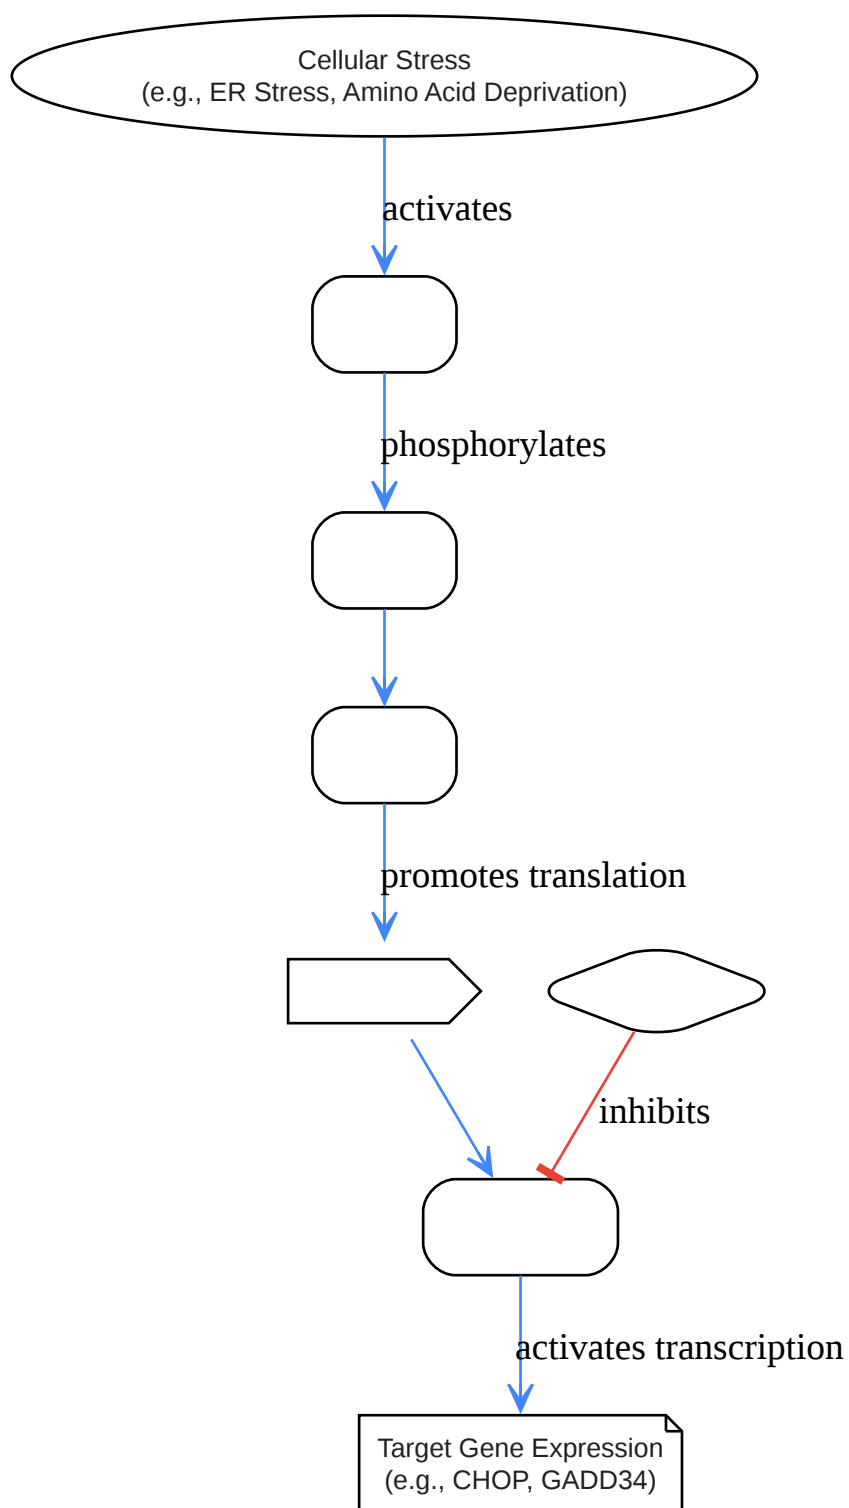 Cellular Stress
(e.g., ER Stress, Amino Acid Deprivation)
activates
phosphorylates
promotes translation
inhibits
activates transcription
Target Gene Expression
(e.g., CHOP, GADD34)